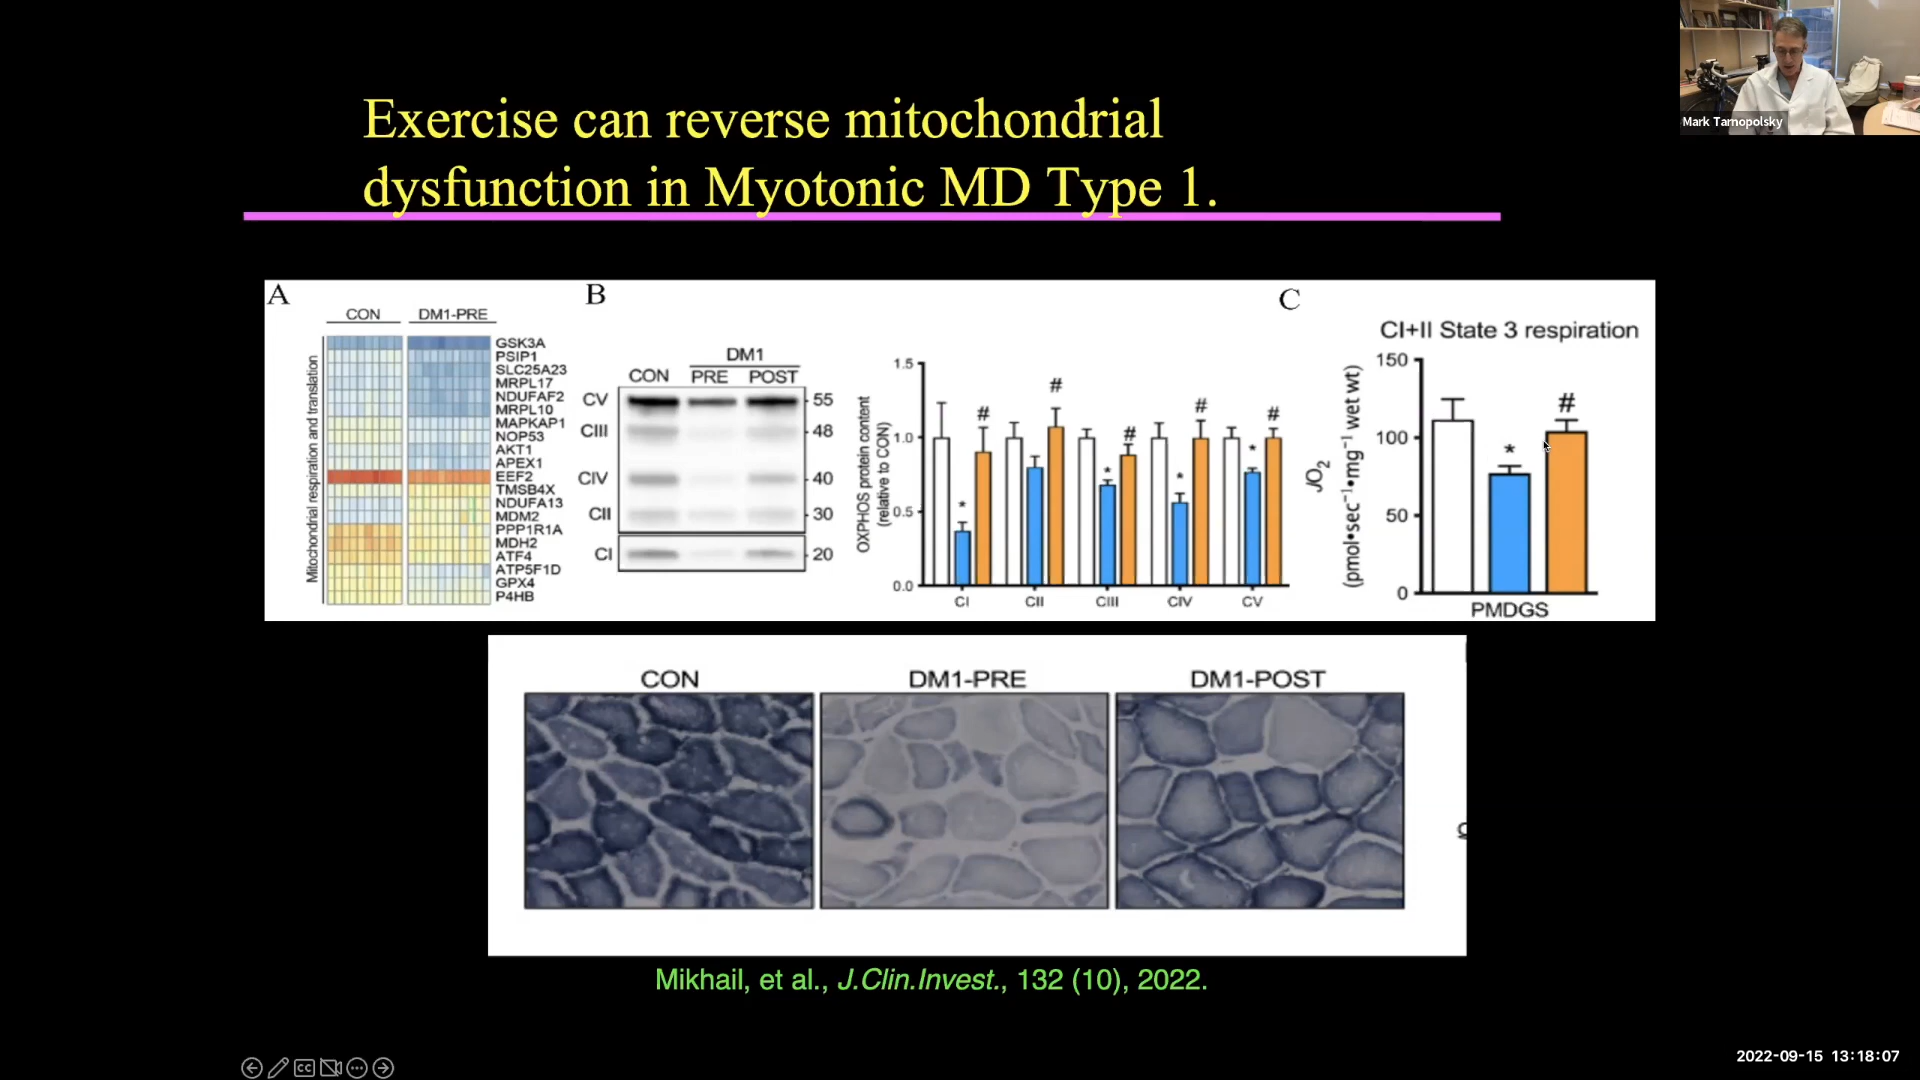 Mark Tarnopolsky
Exercise can reverse mitochondrial
dysfunction in Myotonic MD Type 1.
A
CON DM1-PRE
Mitochondrial respiration and translation
GSK3A
PSIP1
SLC25A23
MRPL17
NDUFAF2
MRPL10
MAPKAP1
NOP53
AKT1
APEX1
EEF2
TMSB4X
NDUFA13
MDM2
PPP1R1A
MDH2
ATF4
ATP5F1D
GPX4
P4HB
B
DM1
CON PRE POST
CV 55
CIII 48
CIV 40
CII 30
CI 20
OXPHOS protein content
(relative to CON)
1.5
1.0
0.5
0.0
* # # * # * # * #
CI CII CIII CIV CV
C
CI+II State 3 respiration
JO2
(pmol•sec⁻¹•mg⁻¹ wet wt)
150
100
50
0
* #
PMDGS
CON DM1-PRE DM1-POST
Mikhail, et al., J.Clin.Invest., 132 (10), 2022.
CC
2022-09-15 13:18:07